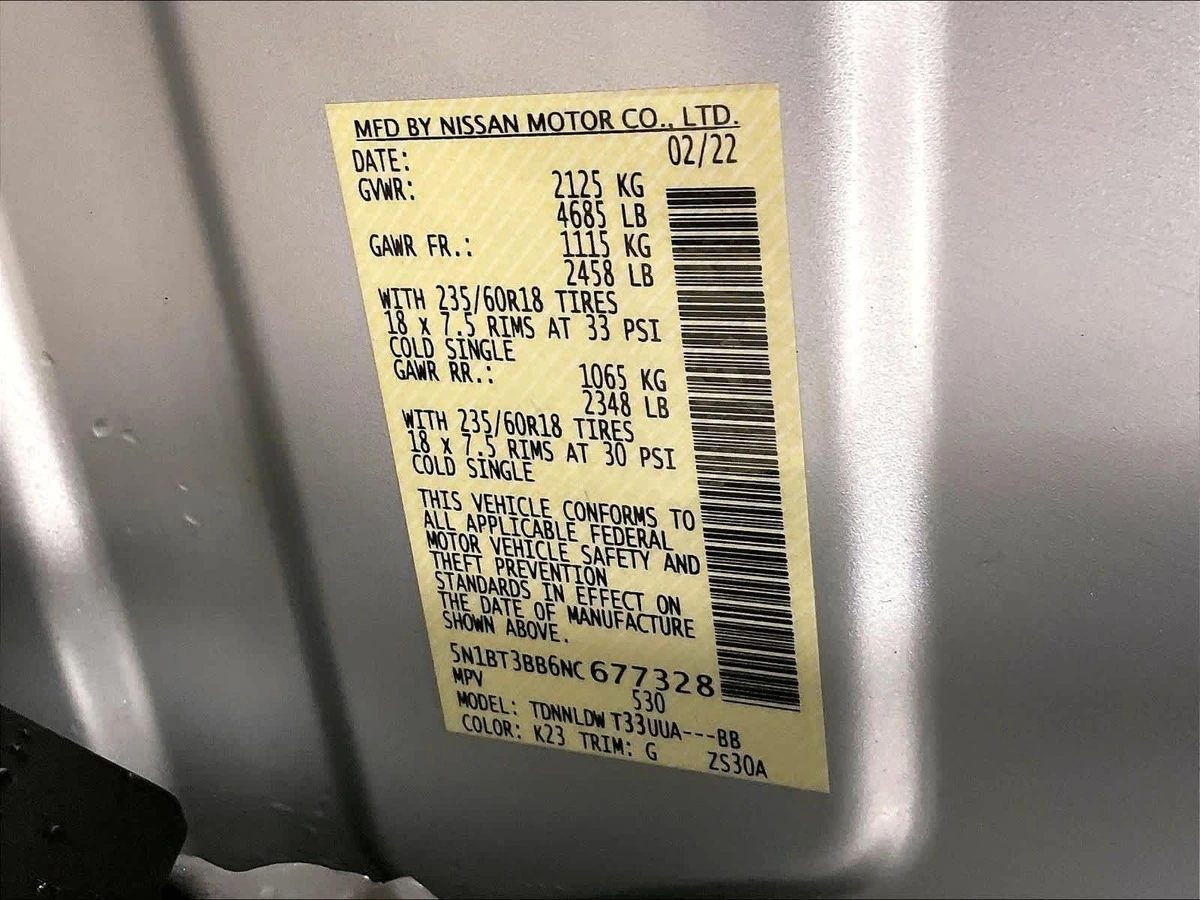 MFD BY NISSAN MOTOR CO., LTD.
DATE: 02/22
GVWR: 2125 KG
4685 LB
GAWR FR.: 1115 KG
2458 LB
WITH 235/60R18 TIRES
18 x 7.5 RIMS AT 33 PSI
COLD SINGLE
GAWR RR.: 1065 KG
2348 LB
WITH 235/60R18 TIRES
18 x 7.5 RIMS AT 30 PSI
COLD SINGLE
THIS VEHICLE CONFORMS TO
ALL APPLICABLE FEDERAL
MOTOR VEHICLE SAFETY AND
THEFT PREVENTION
STANDARDS IN EFFECT ON
THE DATE OF MANUFACTURE
SHOWN ABOVE.
5N1BT3BB6NC677328
MPV 530
MODEL: TDNNLDW T33UUA---BB
COLOR: K23 TRIM: G ZS30A